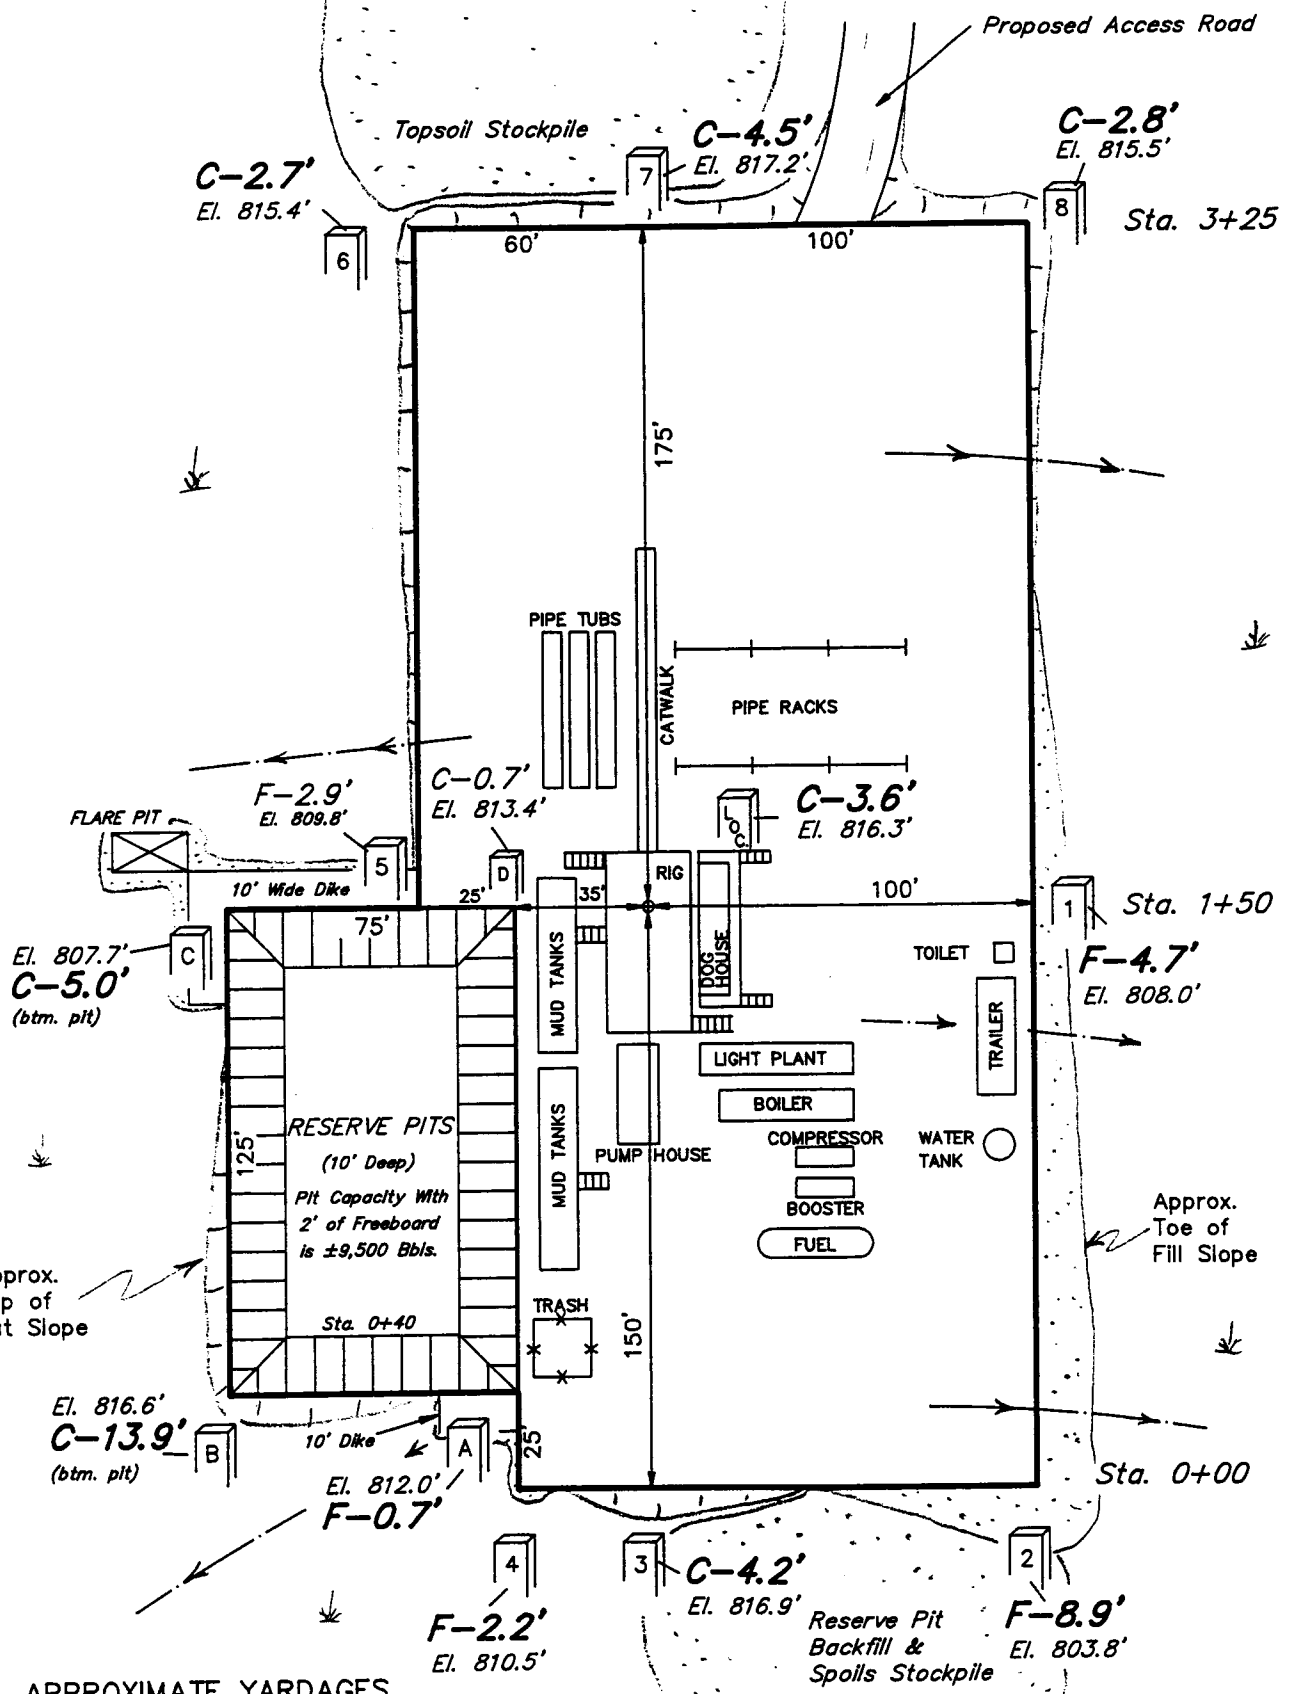 Proposed Access Road
Topsoil Stockpile
C-4.5'
El. 817.2'
7
C-2.8'
El. 815.5'
8
Sta. 3+25
C-2.7'
El. 815.4'
6
60'
100'
175'
PIPE TUBS
CATWALK
PIPE RACKS
C-0.7'
El. 813.4'
D
F-2.9'
El. 809.8'
5
FLARE PIT
10' Wide Dike
C-3.6'
El. 816.3'
LOC.
RIG
25'
35'
100'
1
Sta. 1+50
F-4.7'
El. 808.0'
75'
El. 807.7'
C-5.0'
(btm. pit)
C
MUD TANKS
DOG HOUSE
TOILET
TRAILER
LIGHT PLANT
BOILER
COMPRESSOR
BOOSTER
FUEL
WATER
TANK
PUMP HOUSE
MUD TANKS
125'
RESERVE PITS
(10' Deep)
Pit Capacity With
2' of Freeboard
is ±9,500 Bbls.
Sta. 0+40
TRASH
150'
Approx.
Toe of
Fill Slope
prox.
p of
t Slope
El. 816.6'
C-13.9'
(btm. pit)
B
10' Dike
A
25'
El. 812.0'
F-0.7'
Sta. 0+00
4
F-2.2'
El. 810.5'
3
C-4.2'
El. 816.9'
2
F-8.9'
El. 803.8'
Reserve Pit
Backfill &
Spoils Stockpile
APPROXIMATE YARDAGES